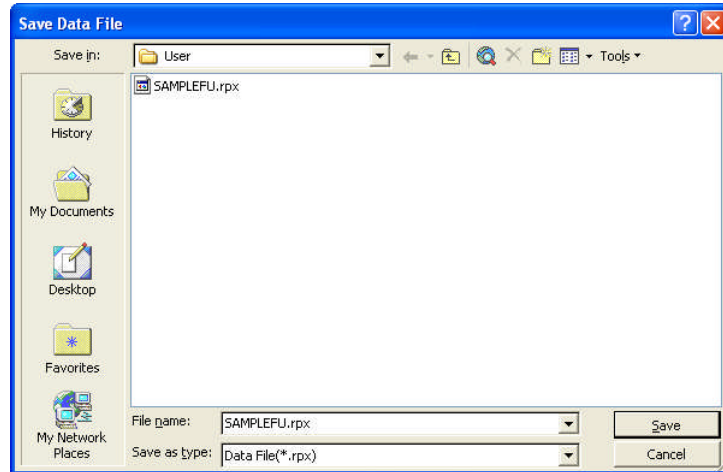 Save Data File
Save in:
User
Tools
SAMPLEFU.rpx
History
My Documents
Desktop
Favorites
My Network
Places
File name:
SAMPLEFU.rpx
Save
Save as type:
Data File(*.rpx)
Cancel